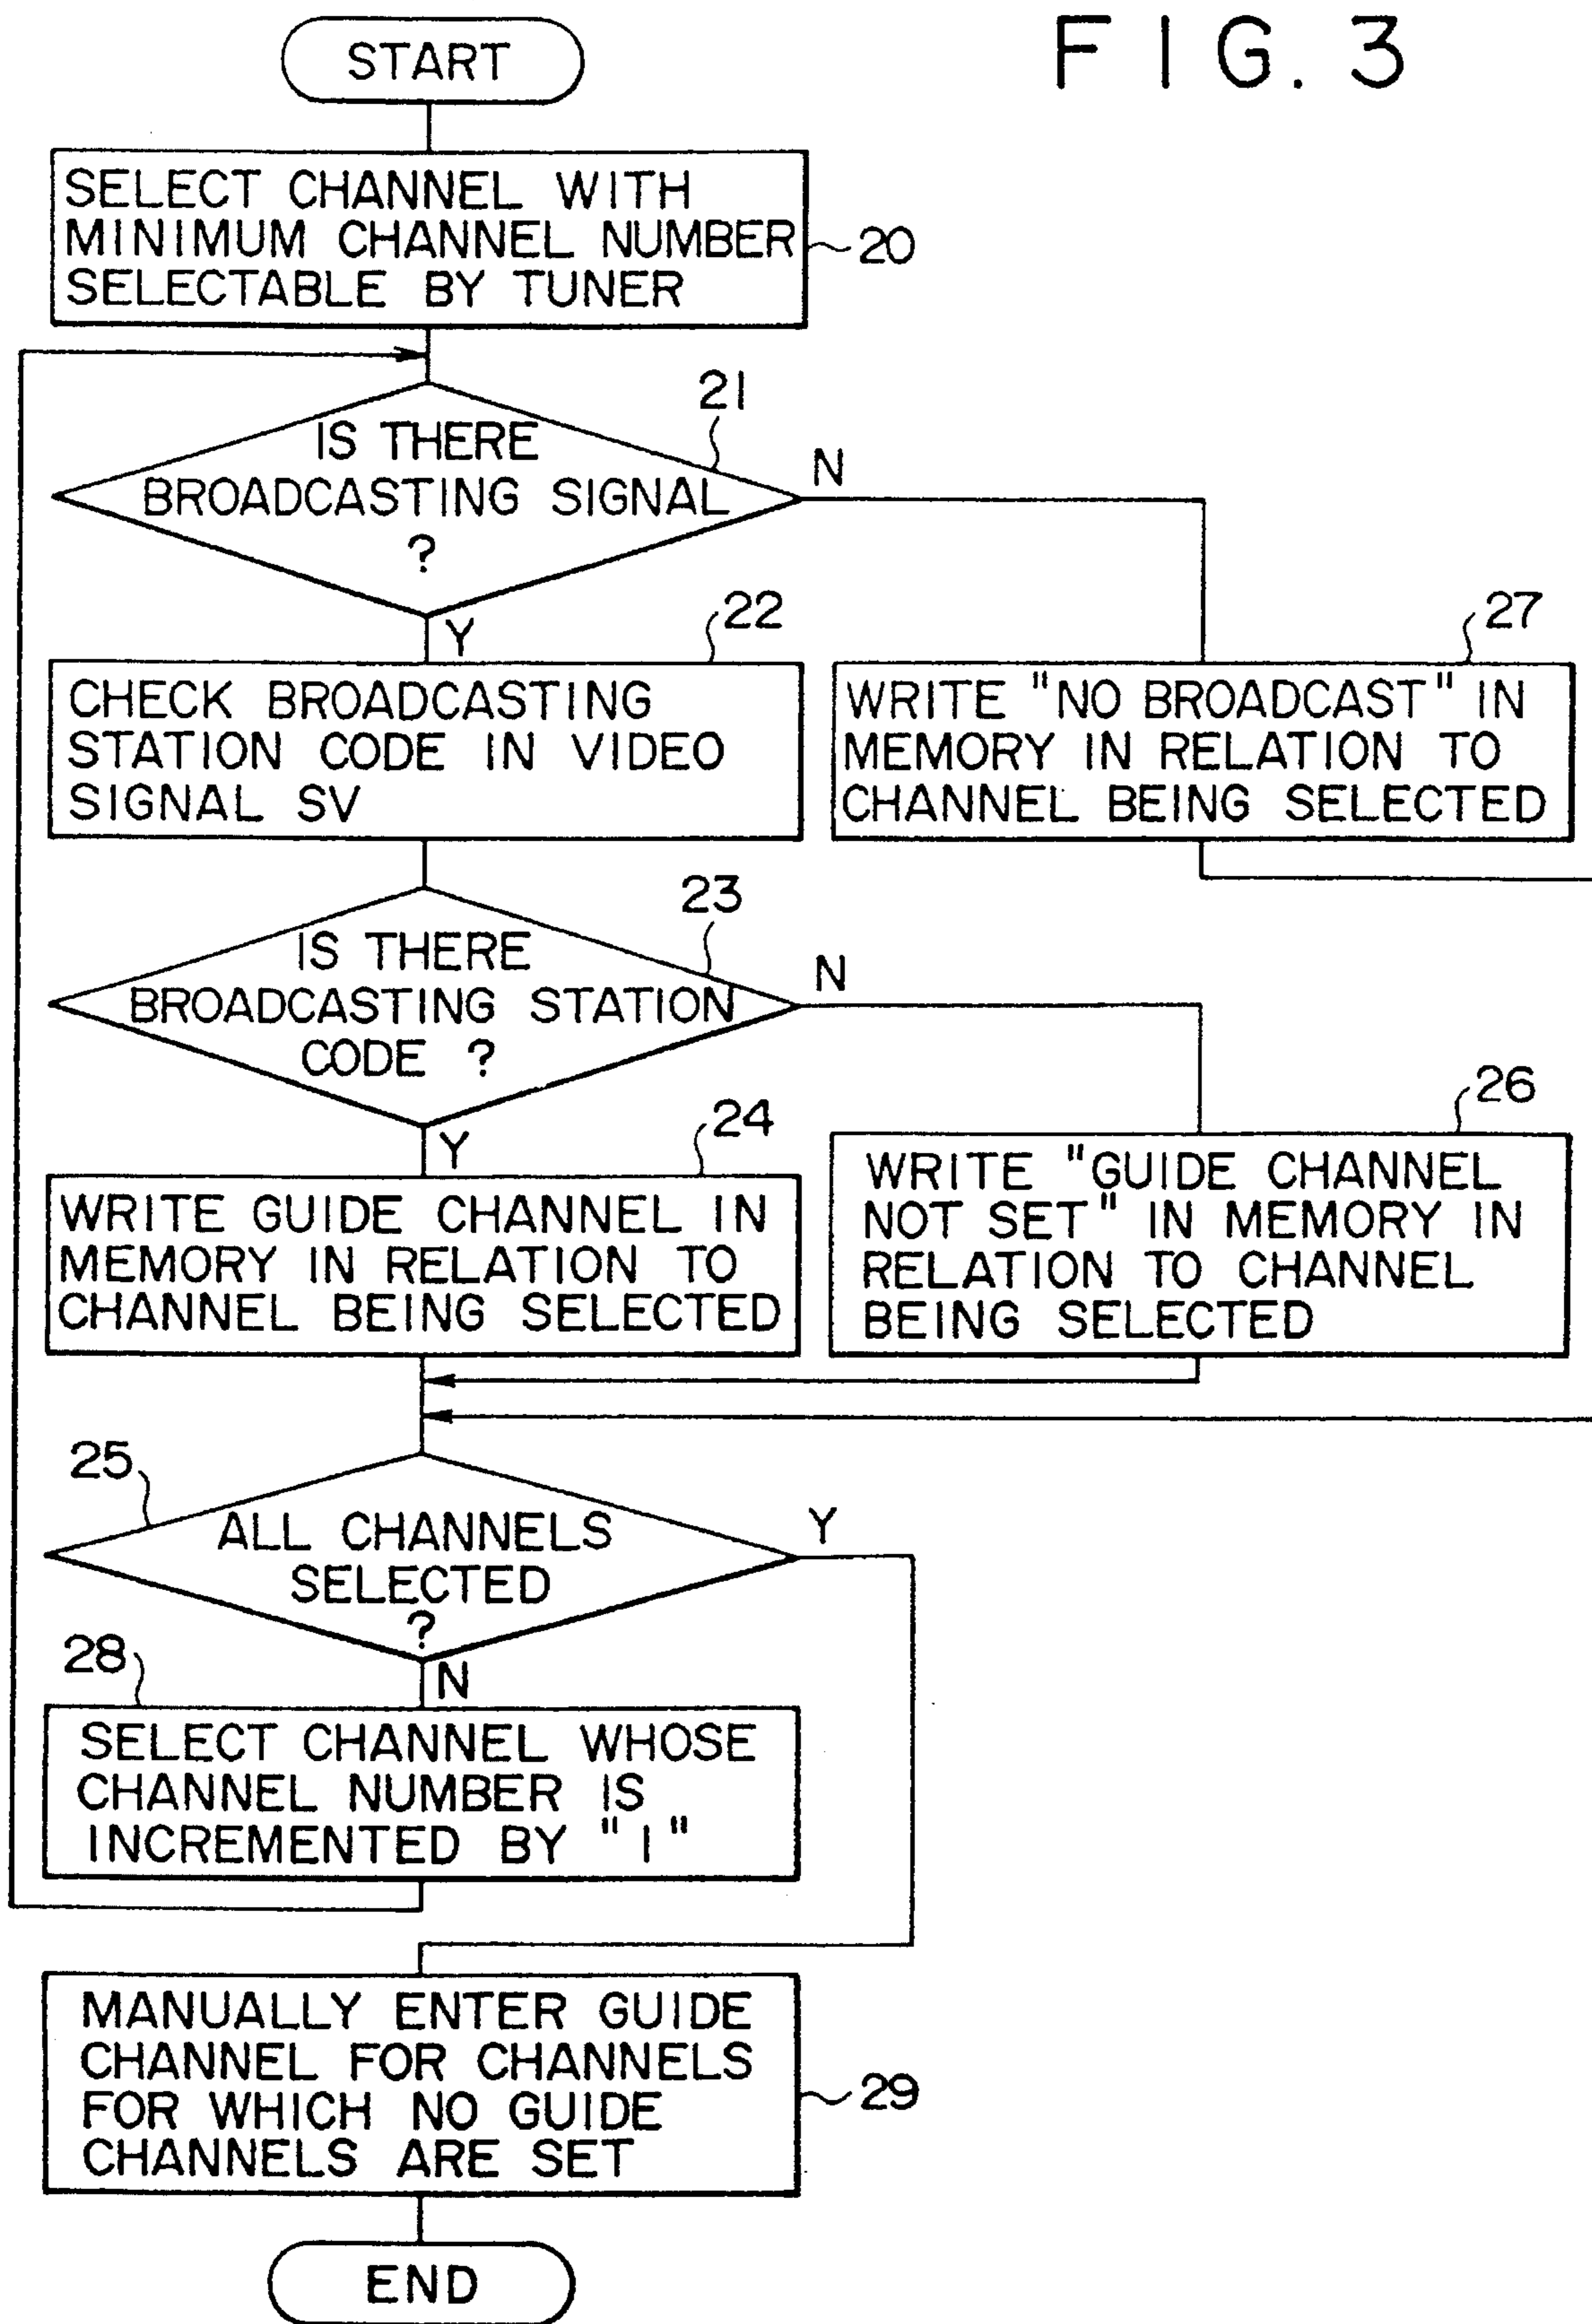 FIG. 3
START
SELECT CHANNEL WITH
MINIMUM CHANNEL NUMBER
SELECTABLE BY TUNER
20
21
IS THERE
BROADCASTING SIGNAL
?
N
Y
22
CHECK BROADCASTING
STATION CODE IN VIDEO
SIGNAL SV
27
WRITE "NO BROADCAST" IN
MEMORY IN RELATION TO
CHANNEL BEING SELECTED
23
IS THERE
BROADCASTING STATION
CODE ?
N
Y
24
WRITE GUIDE CHANNEL IN
MEMORY IN RELATION TO
CHANNEL BEING SELECTED
26
WRITE "GUIDE CHANNEL
NOT SET" IN MEMORY IN
RELATION TO CHANNEL
BEING SELECTED
25
ALL CHANNELS
SELECTED
?
Y
N
28
SELECT CHANNEL WHOSE
CHANNEL NUMBER IS
INCREMENTED BY "1"
MANUALLY ENTER GUIDE
CHANNEL FOR CHANNELS
FOR WHICH NO GUIDE
CHANNELS ARE SET
29
END